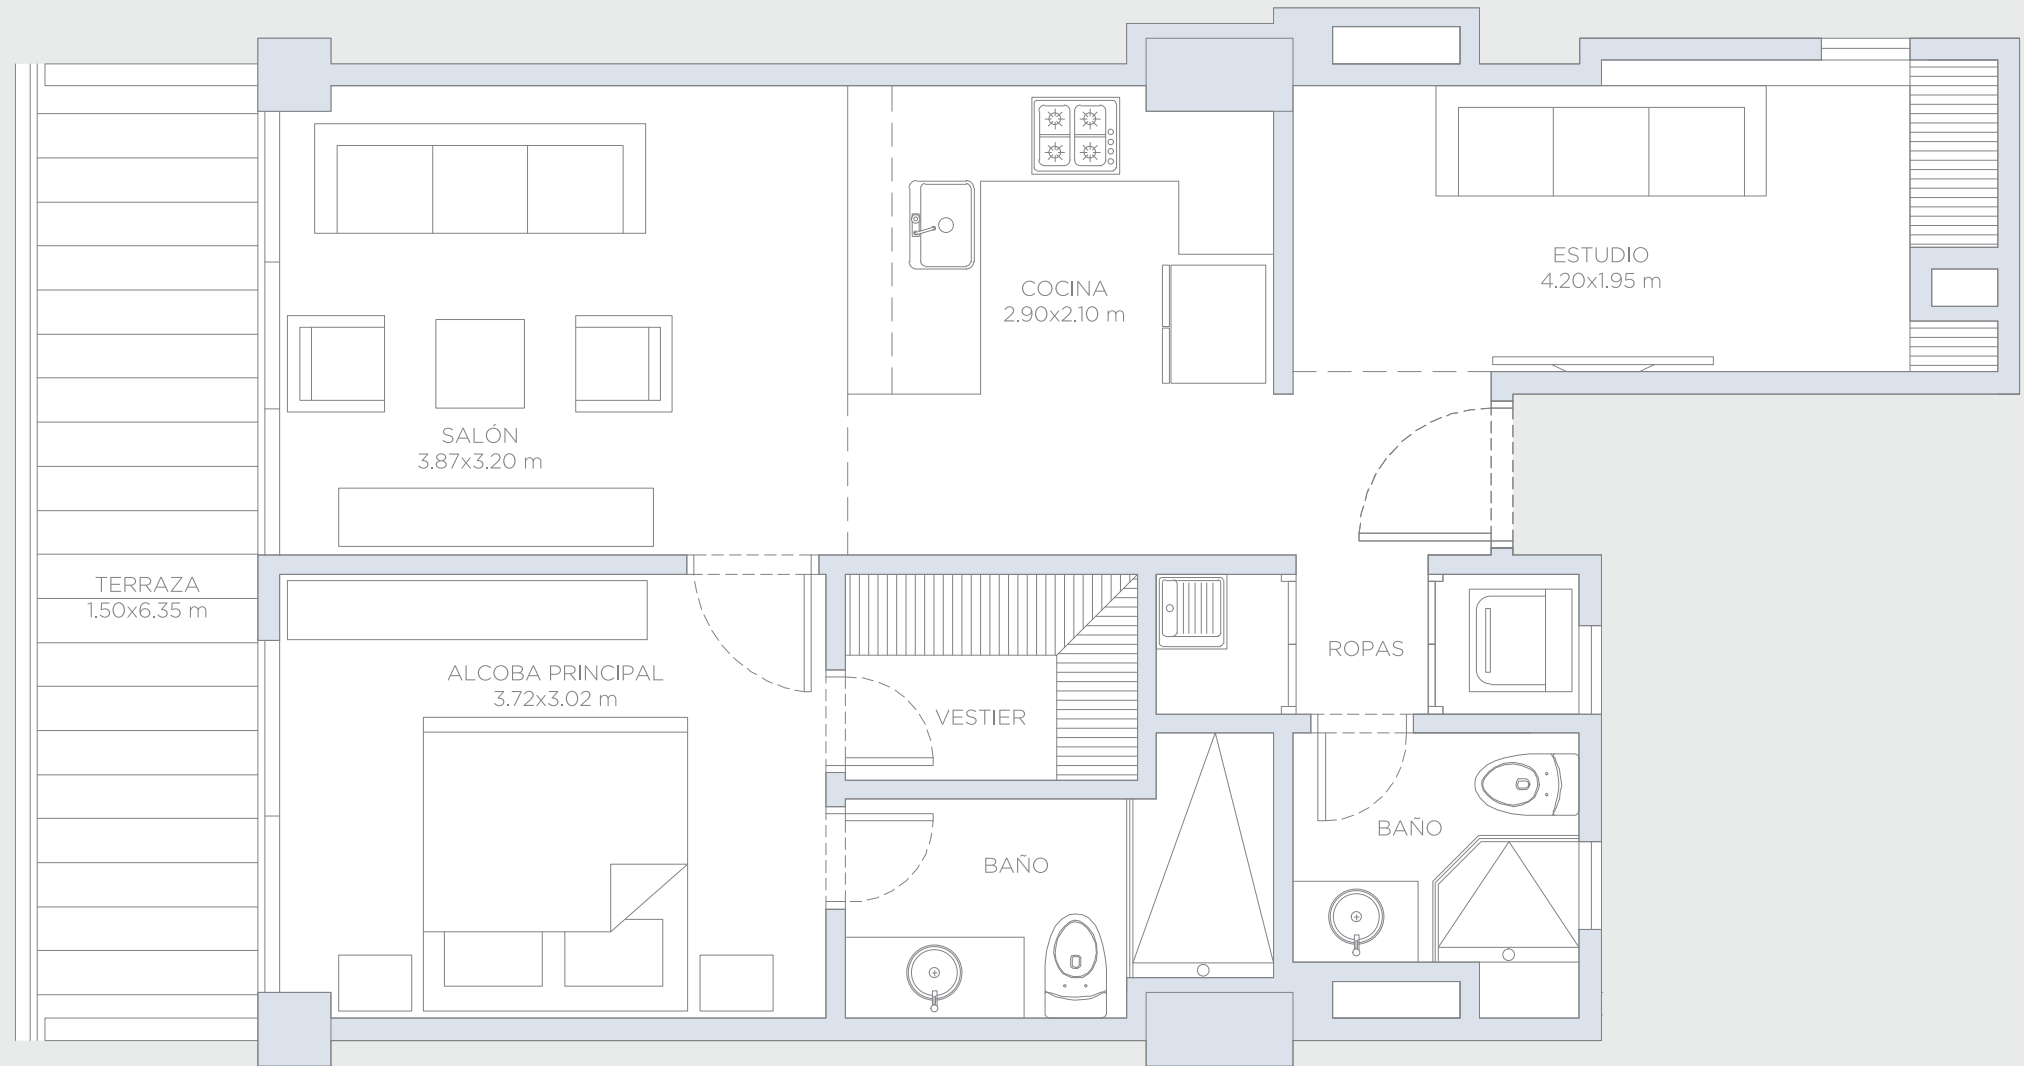 ESTUDIO
4.20x1.95 m
COCINA
2.90x2.10 m
SALÓN
3.87x3.20 m
TERRAZA
1.50x6.35 m
ROPAS
ALCOBA PRINCIPAL
3.72x3.02 m
VESTIER
BAÑO
BAÑO